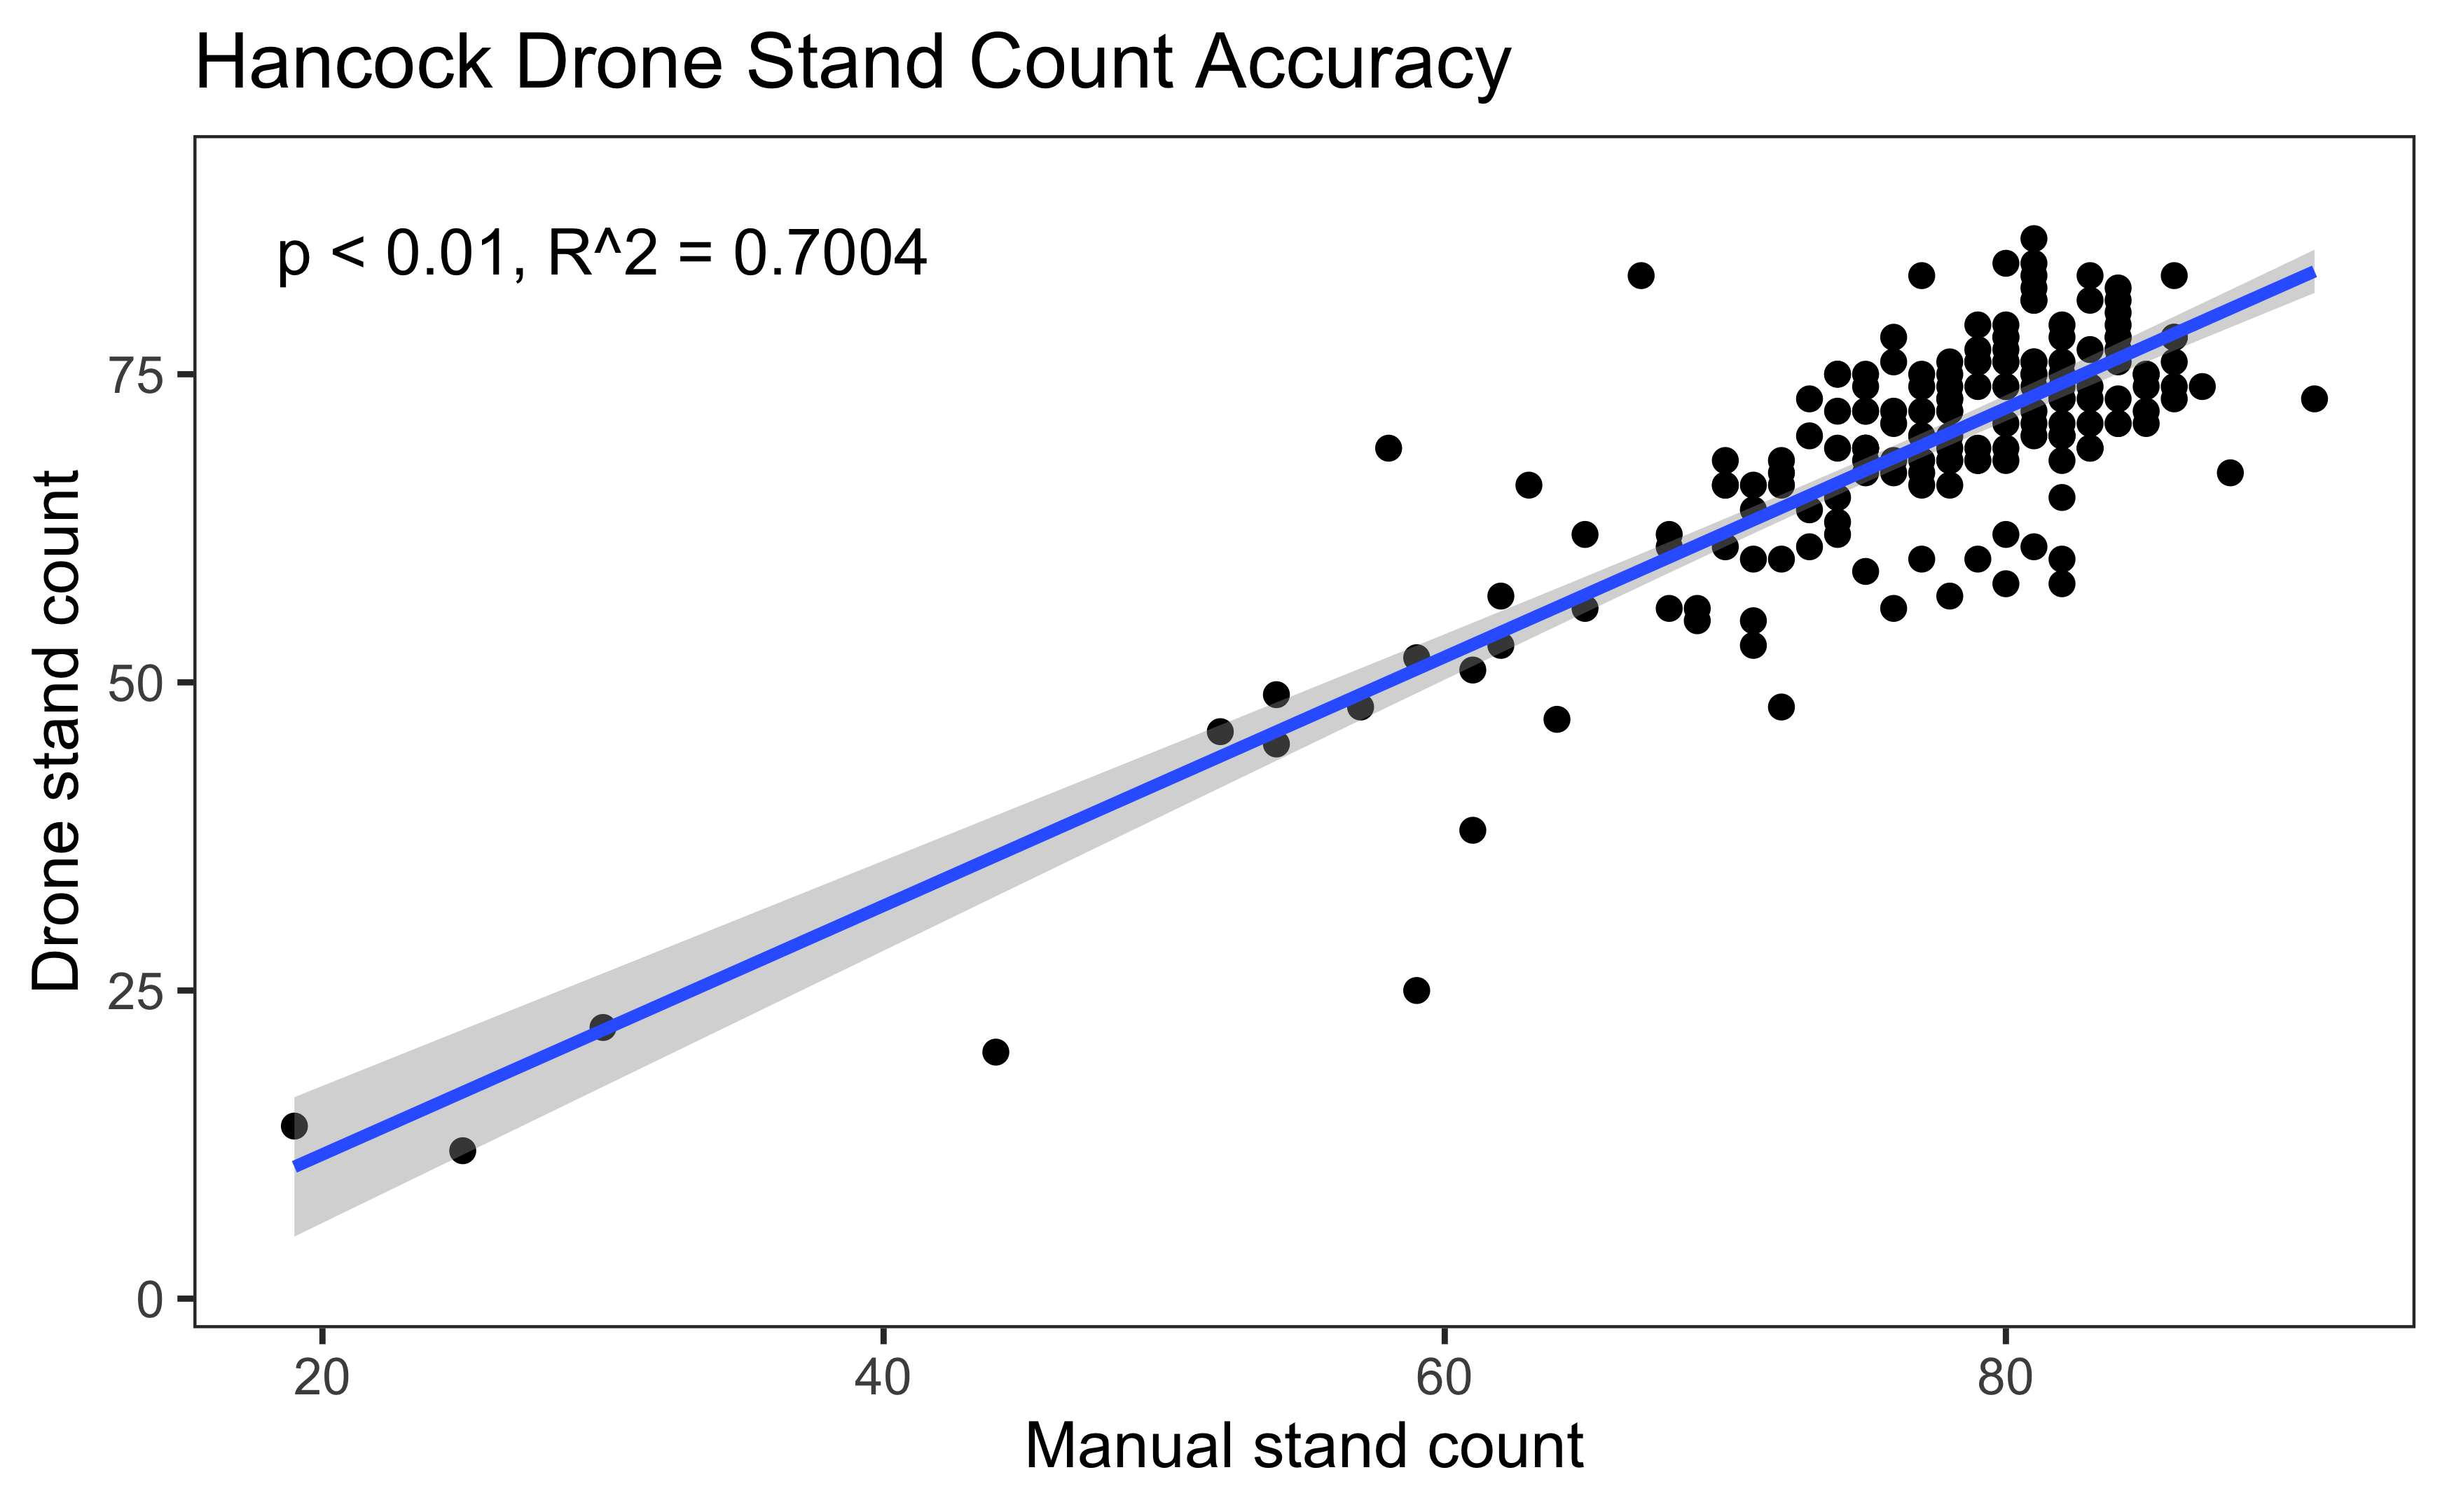 Hancock Drone Stand Count Accuracy
p < 0.01, R^2 = 0.7004
75
50
25
0
Drone stand count
20 40 60 80
Manual stand count